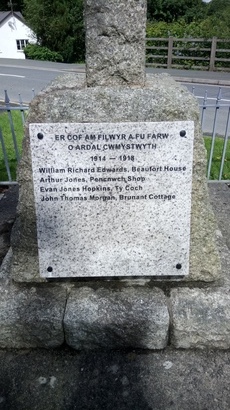 ER COF AM FILWYR A FU FARW
O ARDAL CWMYSTWYTH
1914 — 1918
William Richard Edwards, Beaufort House
Arthur Jones, Pencnwch Shop
Evan Jones Hopkins, Ty Coch
John Thomas Morgan, Brunant Cottage